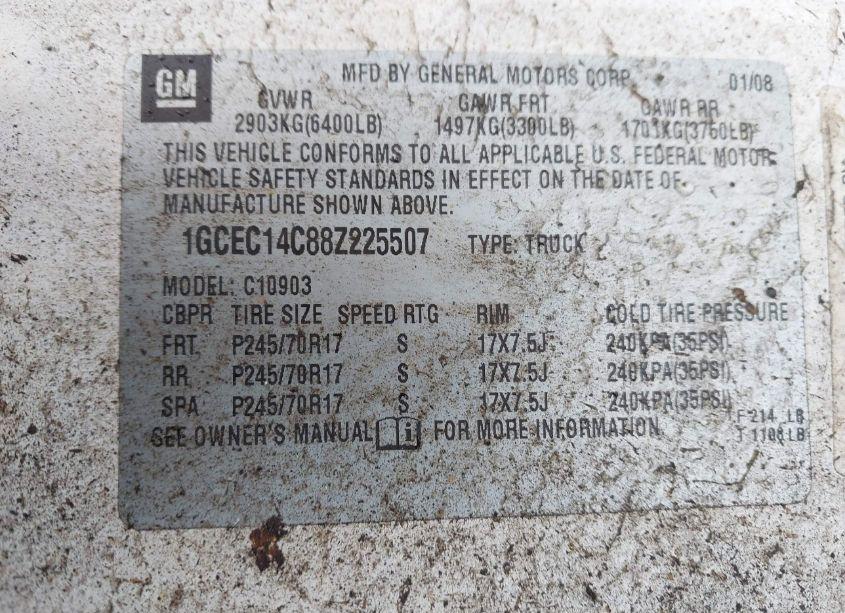 GM
MFD BY GENERAL MOTORS CORP
01/08
GVWR GAWR FRT GAWR RR
2903KG(6400LB) 1497KG(3300LB) 1701KG(3750LB)
THIS VEHICLE CONFORMS TO ALL APPLICABLE U.S. FEDERAL MOTOR
VEHICLE SAFETY STANDARDS IN EFFECT ON THE DATE OF
MANUFACTURE SHOWN ABOVE.
1GCEC14C88Z225507 TYPE: TRUCK
MODEL: C10903
CBPR TIRE SIZE SPEED RTG RIM COLD TIRE PRESSURE
FRT P245/70R17 S 17X7.5J 240KPA(35PSI)
RR P245/70R17 S 17X7.5J 240KPA(35PSI)
SPA P245/70R17 S 17X7.5J 240KPA(35PSI)
SEE OWNER'S MANUAL i FOR MORE INFORMATION
F 214 LB
T 1108 LB